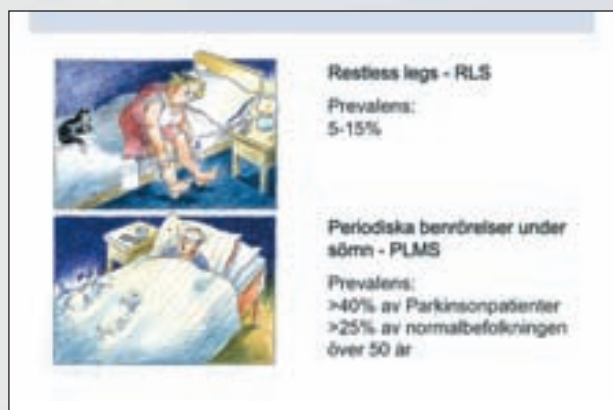 Restless legs - RLS
Prevalens:
5-15%
Periodiska benrörelser under
sömn - PLMS
Prevalens:
>40% av Parkinsonpatienter
>25% av normalbefolkningen
över 50 år